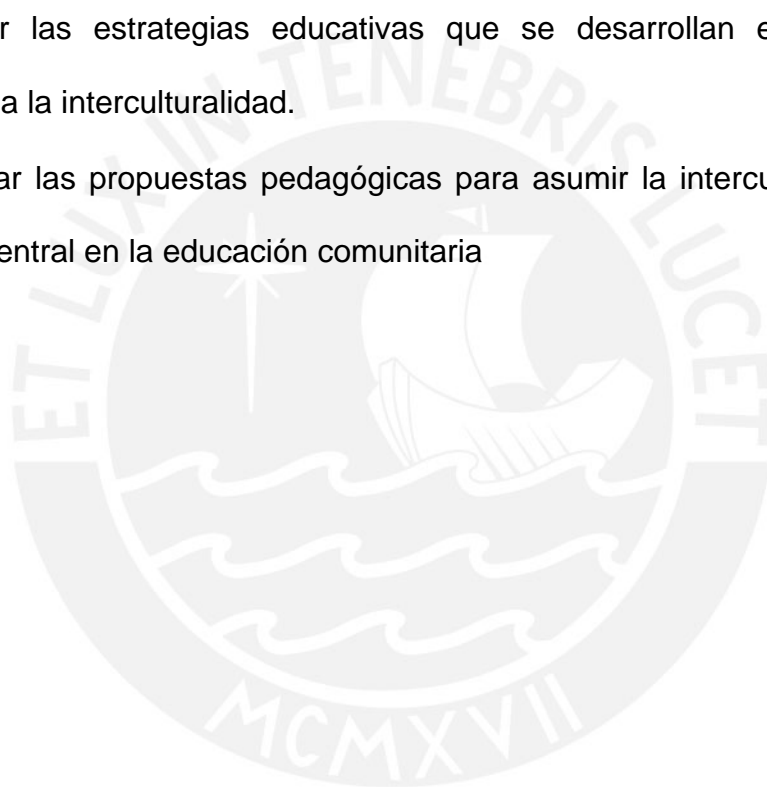 r las estrategias educativas que se desarrollan e
a la interculturalidad.
ar las propuestas pedagógicas para asumir la intercu
entral en la educación comunitaria
ET LUX IN TENEBRIS LUCET
MCMXVII